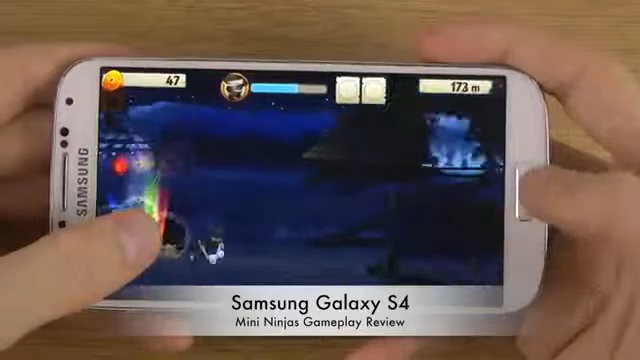 47
173 m
SAMSUNG
Samsung Galaxy S4
Mini Ninjas Gameplay Review